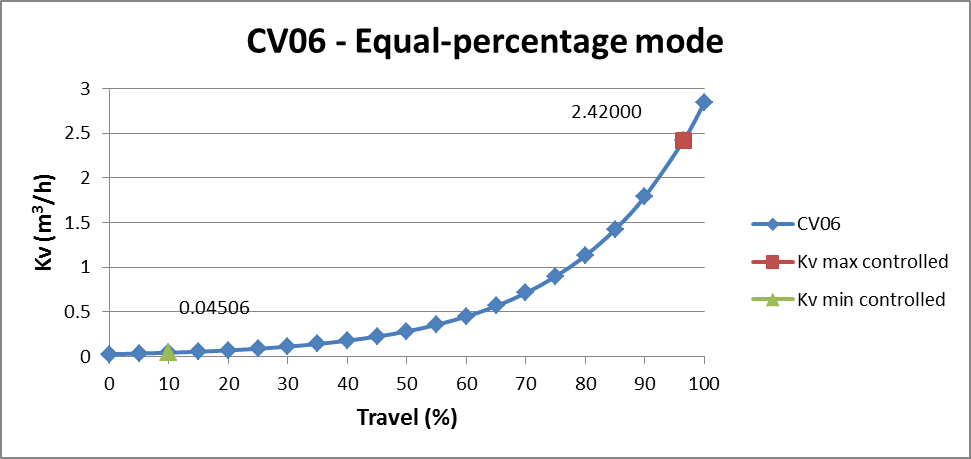 CV06 - Equal-percentage mode
Kv (m³/h)
3
2.5
2
1.5
1
0.5
0
2.42000
0.04506
0 10 20 30 40 50 60 70 80 90 100
Travel (%)
CV06
Kv max controlled
Kv min controlled